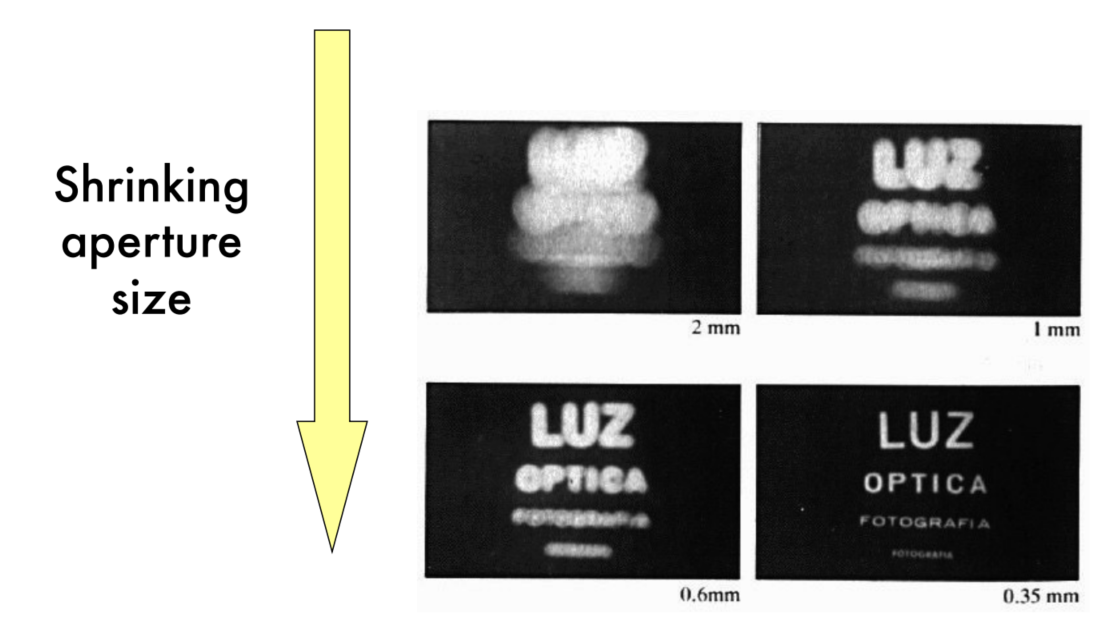 Shrinking
aperture
size
LUZ
2 mm
1 mm
LUZ
OPTICA
0.6mm
LUZ
OPTICA
FOTOGRAFIA
FOTOGRAFIA
0.35 mm